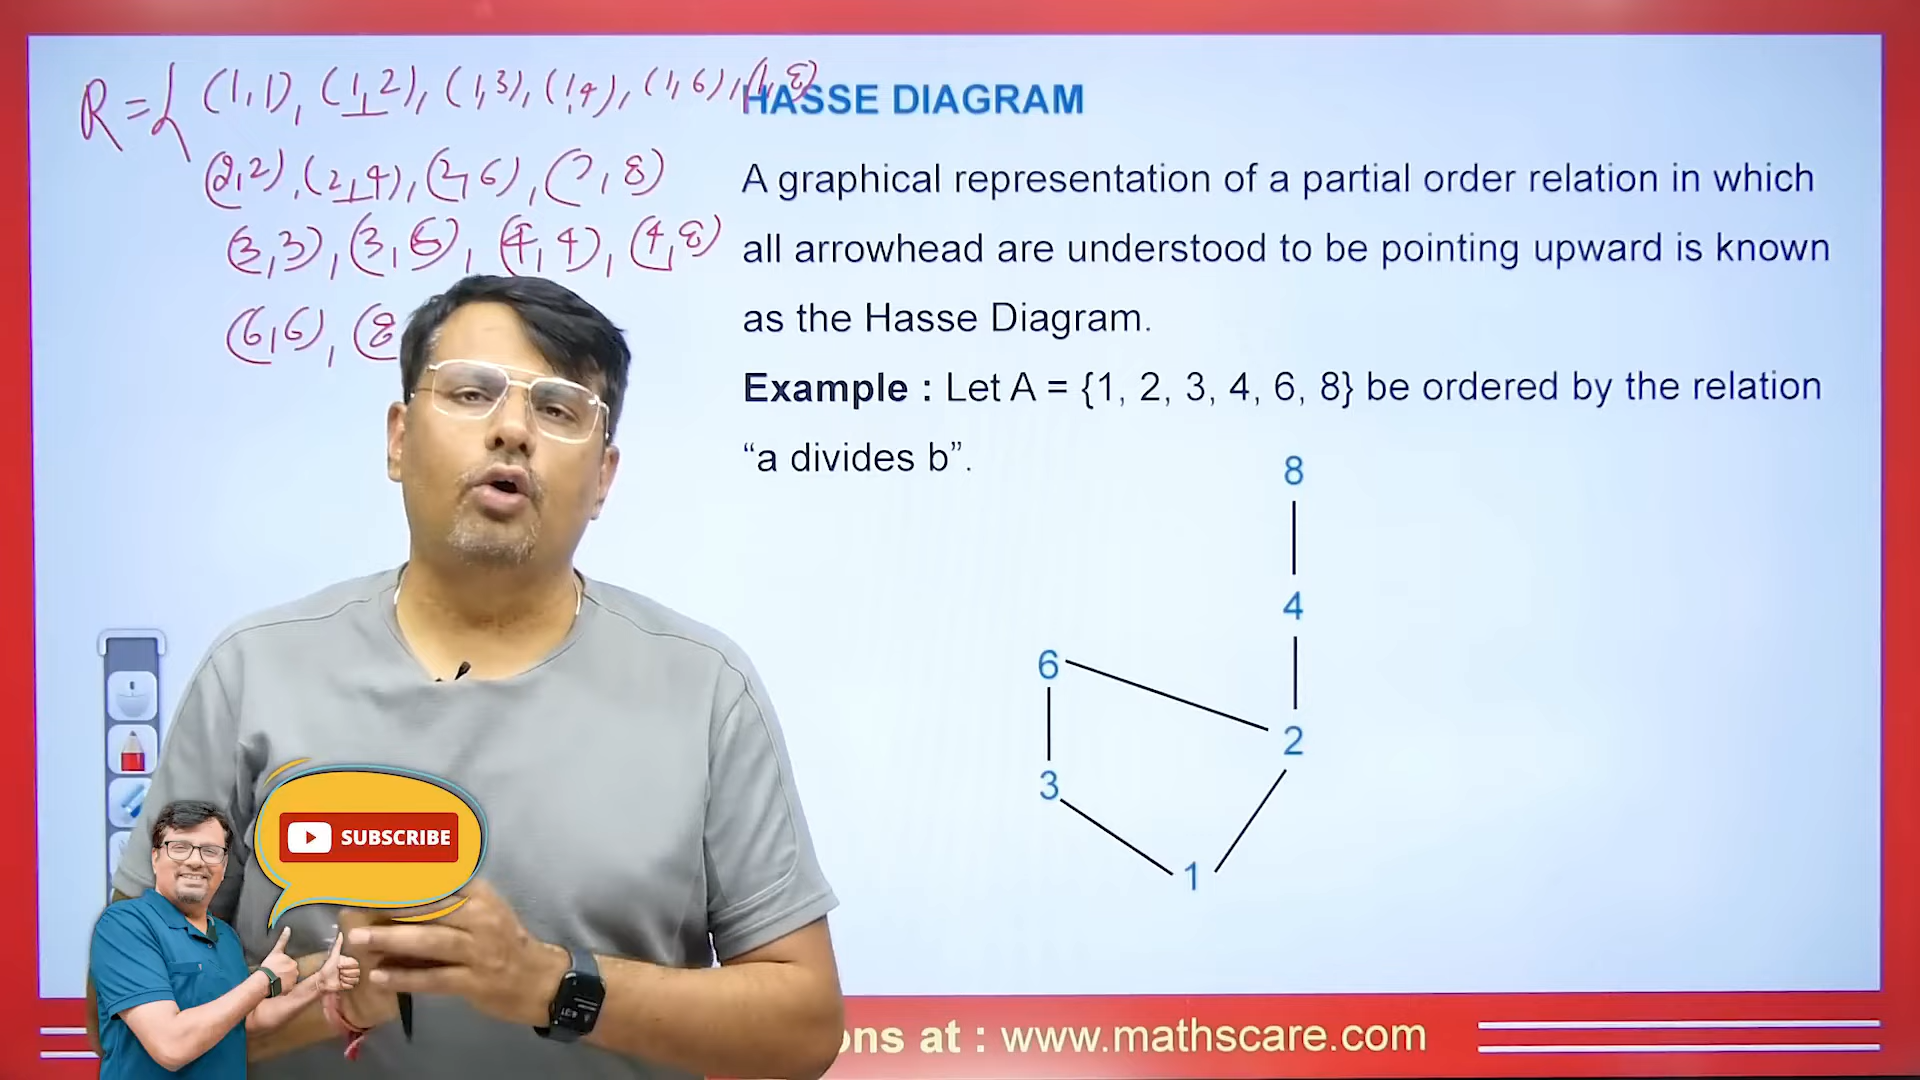 R={ (1,1), (1,2), (1,3), (1,4), (1,6), (1,8)
(2,2), (2,4), (2,6), (2,8)
(3,3), (3,6), (4,4), (4,8)
(6,6), (8
HASSE DIAGRAM
A graphical representation of a partial order relation in which
all arrowhead are understood to be pointing upward is known
as the Hasse Diagram.
Example : Let A = {1, 2, 3, 4, 6, 8} be ordered by the relation
“a divides b”.
8
4
6
2
3
1
SUBSCRIBE
ons at : www.mathscare.com